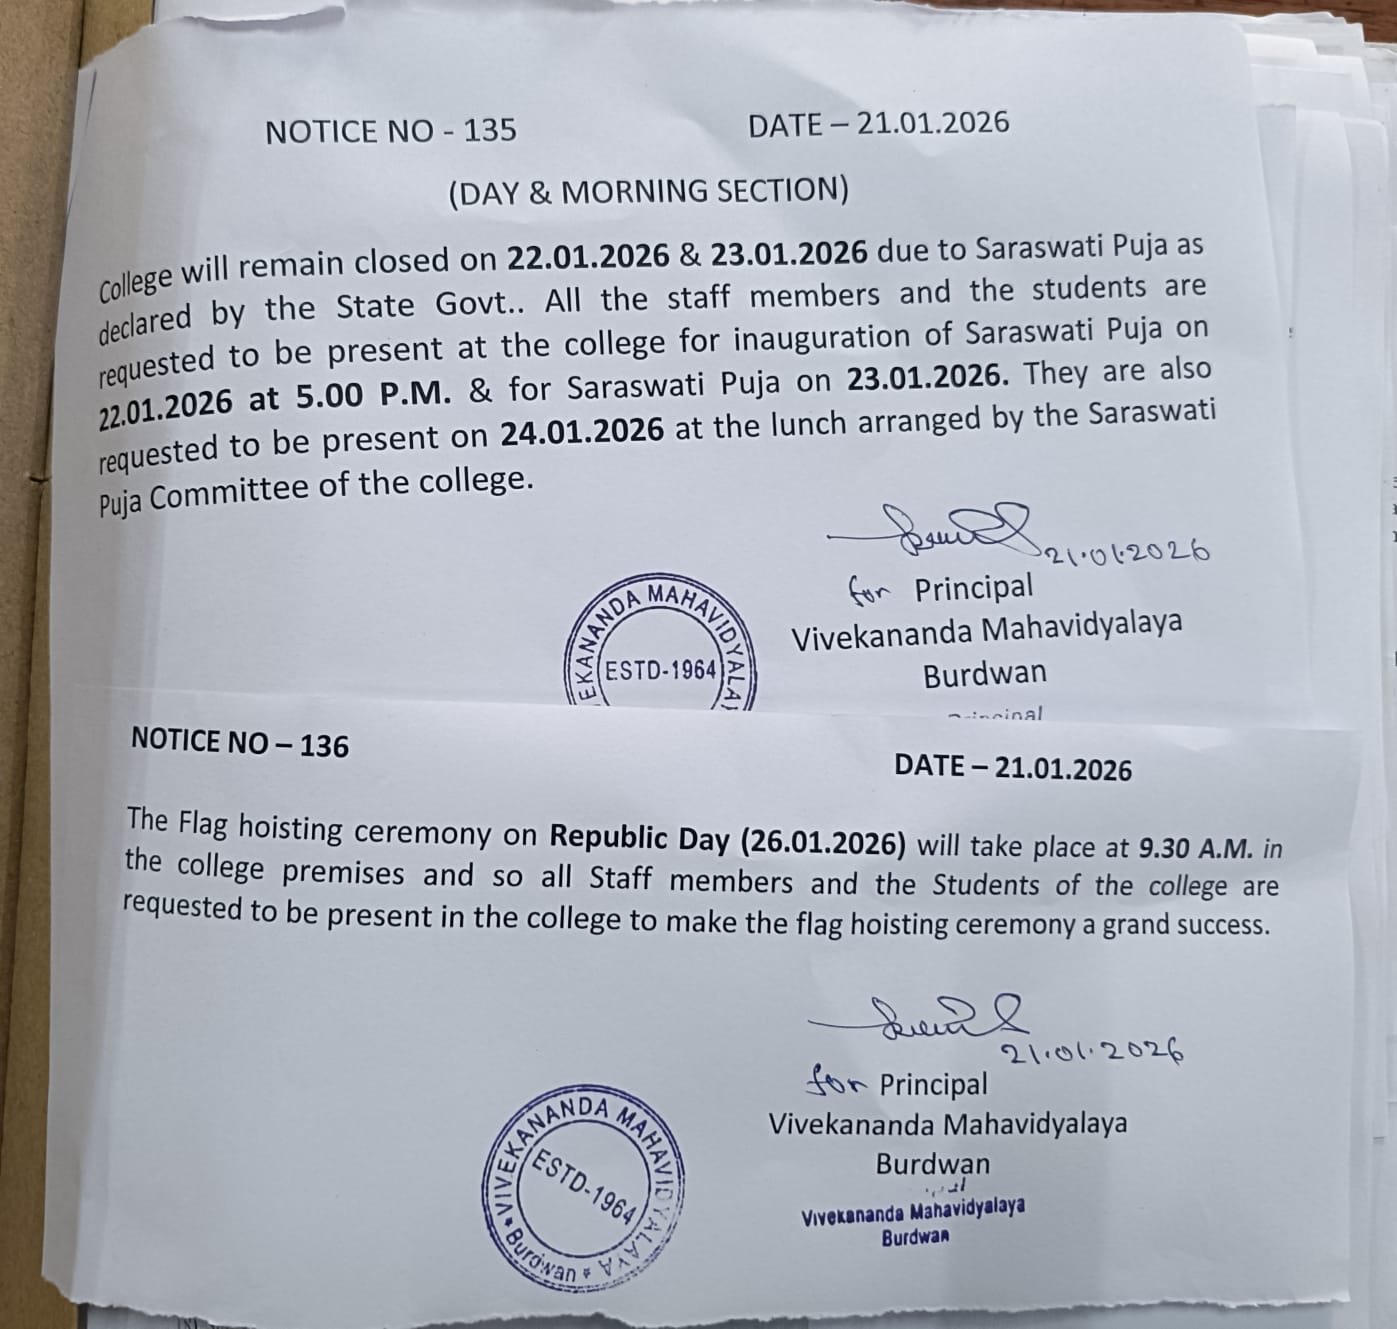 NOTICE NO - 135 DATE – 21.01.2026
(DAY & MORNING SECTION)
College will remain closed on 22.01.2026 & 23.01.2026 due to Saraswati Puja as
declared by the State Govt.. All the staff members and the students are
requested to be present at the college for inauguration of Saraswati Puja on
22.01.2026 at 5.00 P.M. & for Saraswati Puja on 23.01.2026. They are also
requested to be present on 24.01.2026 at the lunch arranged by the Saraswati
Puja Committee of the college.
21.01.2026
for Principal
Vivekananda Mahavidyalaya
Burdwan
EKANANDA MAHAVIDYALA
ESTD-1964
NOTICE NO – 136
DATE – 21.01.2026
The Flag hoisting ceremony on Republic Day (26.01.2026) will take place at 9.30 A.M. in
the college premises and so all Staff members and the Students of the college are
requested to be present in the college to make the flag hoisting ceremony a grand success.
21.01.2026
for Principal
Vivekananda Mahavidyalaya
Burdwan
Vivekananda Mahavidyalaya
Burdwan
VIVEKANANDA MAHAVIDYALAYA
ESTD-1964
Burdwan